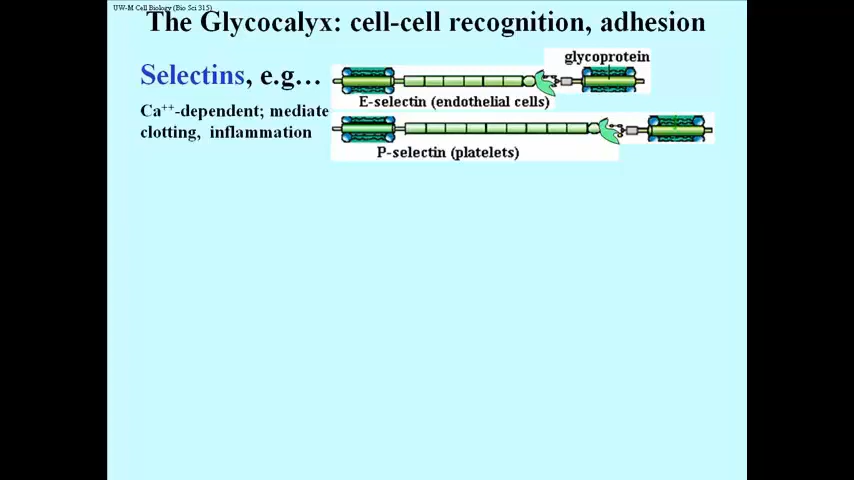 UW-M Cell Biology (Bio Sci 315)
The Glycocalyx: cell-cell recognition, adhesion
Selectins, e.g…
glycoprotein
E-selectin (endothelial cells)
Ca⁺⁺-dependent; mediate
clotting, inflammation
P-selectin (platelets)